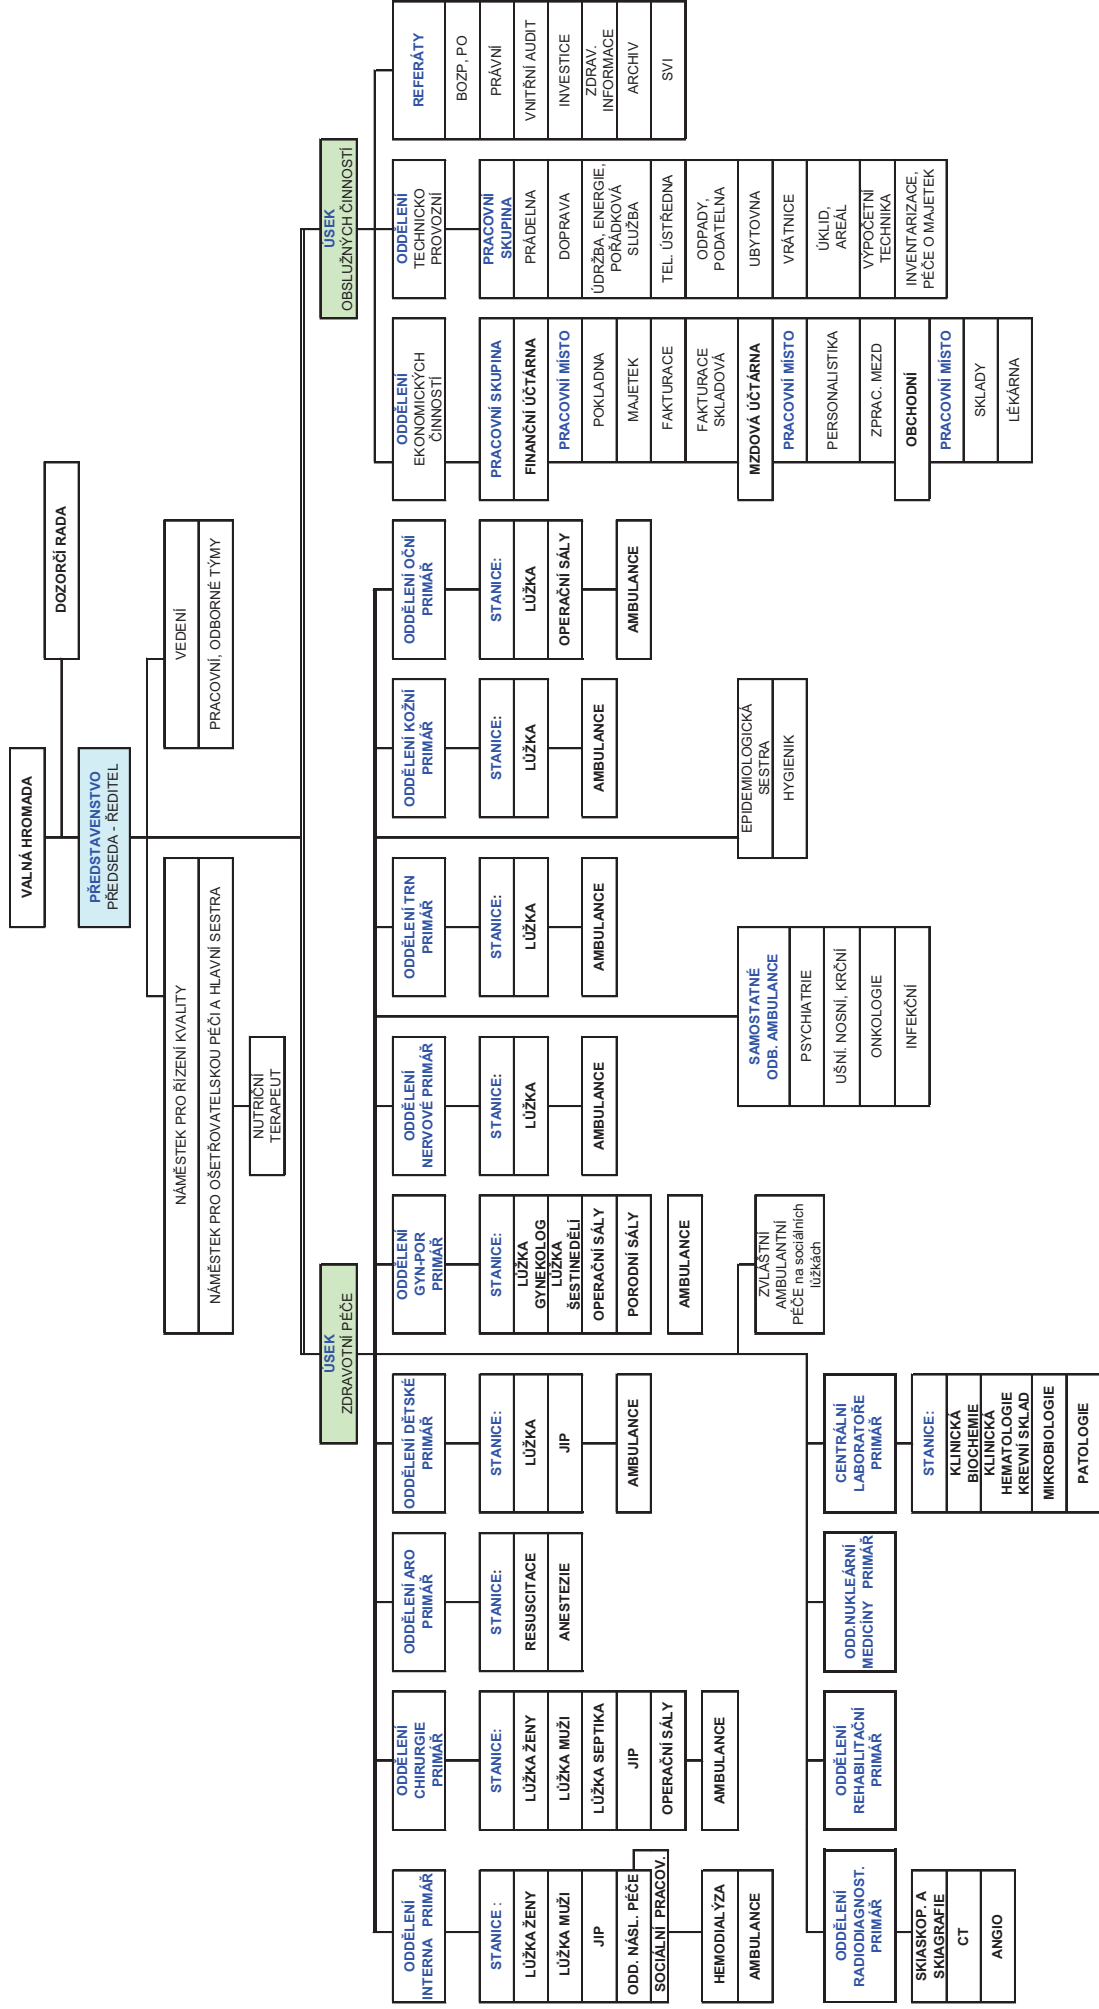 VALNÁ HROMADA
DOZORČÍ RADA
PŘEDSTAVENSTVO
PŘEDSEDA - ŘEDITEL
NÁMĚSTEK PRO ŘÍZENÍ KVALITY
NÁMĚSTEK PRO OŠETŘOVATELSKOU PÉČI A HLAVNÍ SESTRA
NUTRIČNÍ
TERAPEUT
VEDENÍ
PRACOVNÍ, ODBORNÉ TÝMY
ÚSEK
ZDRAVOTNÍ PÉČE
ÚSEK
OBSLUŽNÝCH ČINNOSTÍ
ODDĚLENÍ
INTERNA PRIMÁŘ
STANICE :
LŮŽKA ŽENY
LŮŽKA MUŽI
JIP
ODD. NÁSL. PÉČE
SOCIÁLNÍ PRACOV.
HEMODIALÝZA
AMBULANCE
ODDĚLENÍ
CHIRURGIE
PRIMÁŘ
STANICE:
LŮŽKA ŽENY
LŮŽKA MUŽI
LŮŽKA SEPTIKA
JIP
OPERAČNÍ SÁLY
AMBULANCE
ODDĚLENÍ ARO
PRIMÁŘ
STANICE:
RESUSCITACE
ANESTEZIE
ODDĚLENÍ DĚTSKÉ
PRIMÁŘ
STANICE:
LŮŽKA
JIP
AMBULANCE
ODDĚLENÍ
GYN-POR
PRIMÁŘ
STANICE:
LŮŽKA
GYNEKOLOG
LŮŽKA
ŠESTINEDĚLÍ
OPERAČNÍ SÁLY
PORODNÍ SÁLY
AMBULANCE
ODDĚLENÍ
NERVOVÉ PRIMÁŘ
STANICE:
LŮŽKA
AMBULANCE
ODDĚLENÍ TRN
PRIMÁŘ
STANICE:
LŮŽKA
AMBULANCE
ODDĚLENÍ KOŽNÍ
PRIMÁŘ
STANICE:
LŮŽKA
AMBULANCE
ODDĚLENÍ OČNÍ
PRIMÁŘ
STANICE:
LŮŽKA
OPERAČNÍ SÁLY
AMBULANCE
ODDĚLENÍ
EKONOMICKÝCH
ČINNOSTÍ
PRACOVNÍ SKUPINA
FINANČNÍ ÚČTÁRNA
PRACOVNÍ MÍSTO
POKLADNA
MAJETEK
FAKTURACE
FAKTURACE
SKLADOVÁ
MZDOVÁ ÚČTÁRNA
PRACOVNÍ MÍSTO
PERSONALISTIKA
ZPRAC. MEZD
OBCHODNÍ
PRACOVNÍ MÍSTO
SKLADY
LÉKÁRNA
ODDĚLENÍ
TECHNICKO
PROVOZNÍ
PRACOVNÍ
SKUPINA
PRÁDELNA
DOPRAVA
ÚDRŽBA, ENERGIE,
POŘÁDKOVÁ
SLUŽBA
TEL. ÚSTŘEDNA
ODPADY,
PODATELNA
UBYTOVNA
VRÁTNICE
ÚKLID,
AREÁL
VÝPOČETNÍ
TECHNIKA
INVENTARIZACE,
PÉČE O MAJETEK
REFERÁTY
BOZP, PO
PRÁVNÍ
VNITŘNÍ AUDIT
INVESTICE
ZDRAV.
INFORMACE
ARCHIV
SVI
ZVLÁŠTNÍ
AMBULANTNÍ
PÉČE na sociálních
lůžkách
SAMOSTATNÉ
ODB. AMBULANCE
PSYCHIATRIE
UŠNÍ. NOSNÍ, KRČNÍ
ONKOLOGIE
INFEKČNÍ
EPIDEMIOLOGICKÁ
SESTRA
HYGIENIK
ODDĚLENÍ
RADIODIAGNOST.
PRIMÁŘ
SKIASKOP. A
SKIAGRAFIE
CT
ANGIO
ODDĚLENÍ
REHABILITAČNÍ
PRIMÁŘ
ODD.NUKLEÁRNÍ
MEDICÍNY PRIMÁŘ
CENTRÁLNÍ
LABORATOŘE
PRIMÁŘ
STANICE:
KLINICKÁ
BIOCHEMIE
KLINICKÁ
HEMATOLOGIE
KREVNÍ SKLAD
MIKROBIOLOGIE
PATOLOGIE